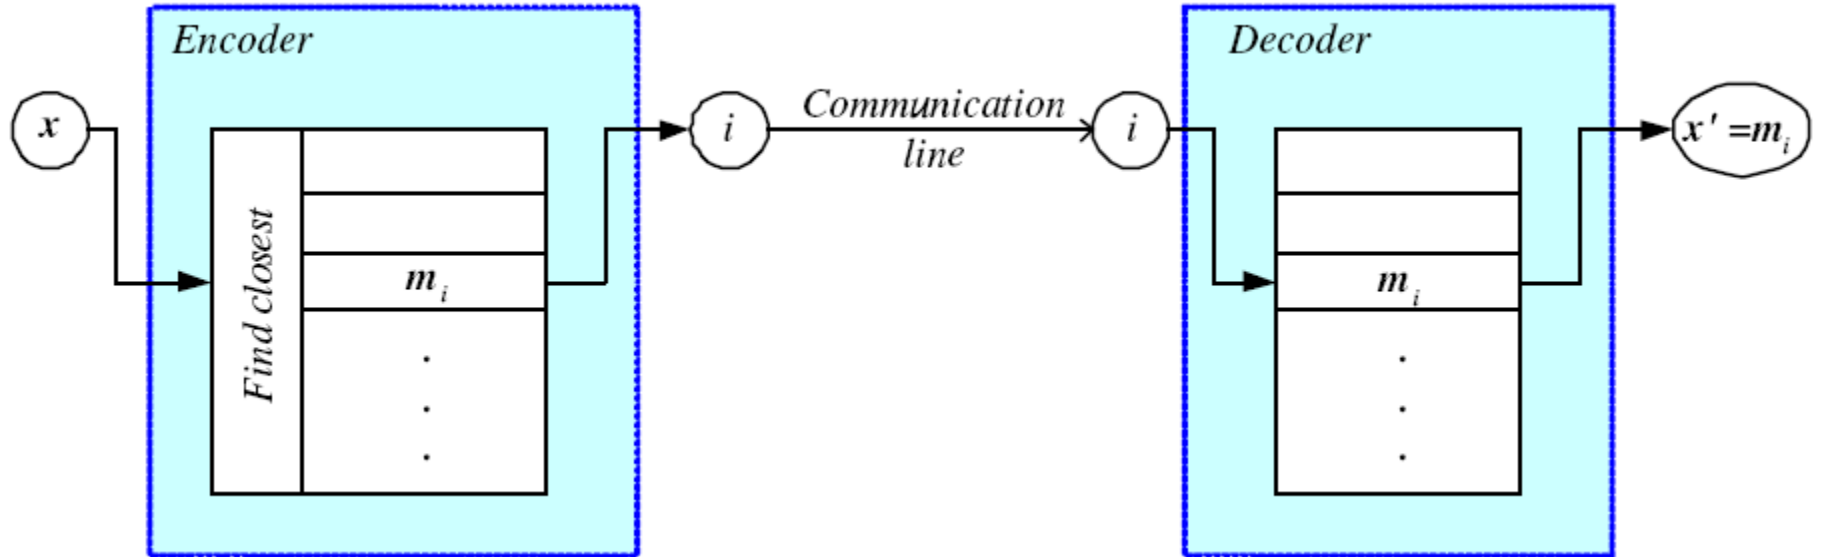 Encoder
Decoder
x
i
Communication
line
i
x' =mᵢ
Find closest
mᵢ
.
.
.
mᵢ
.
.
.